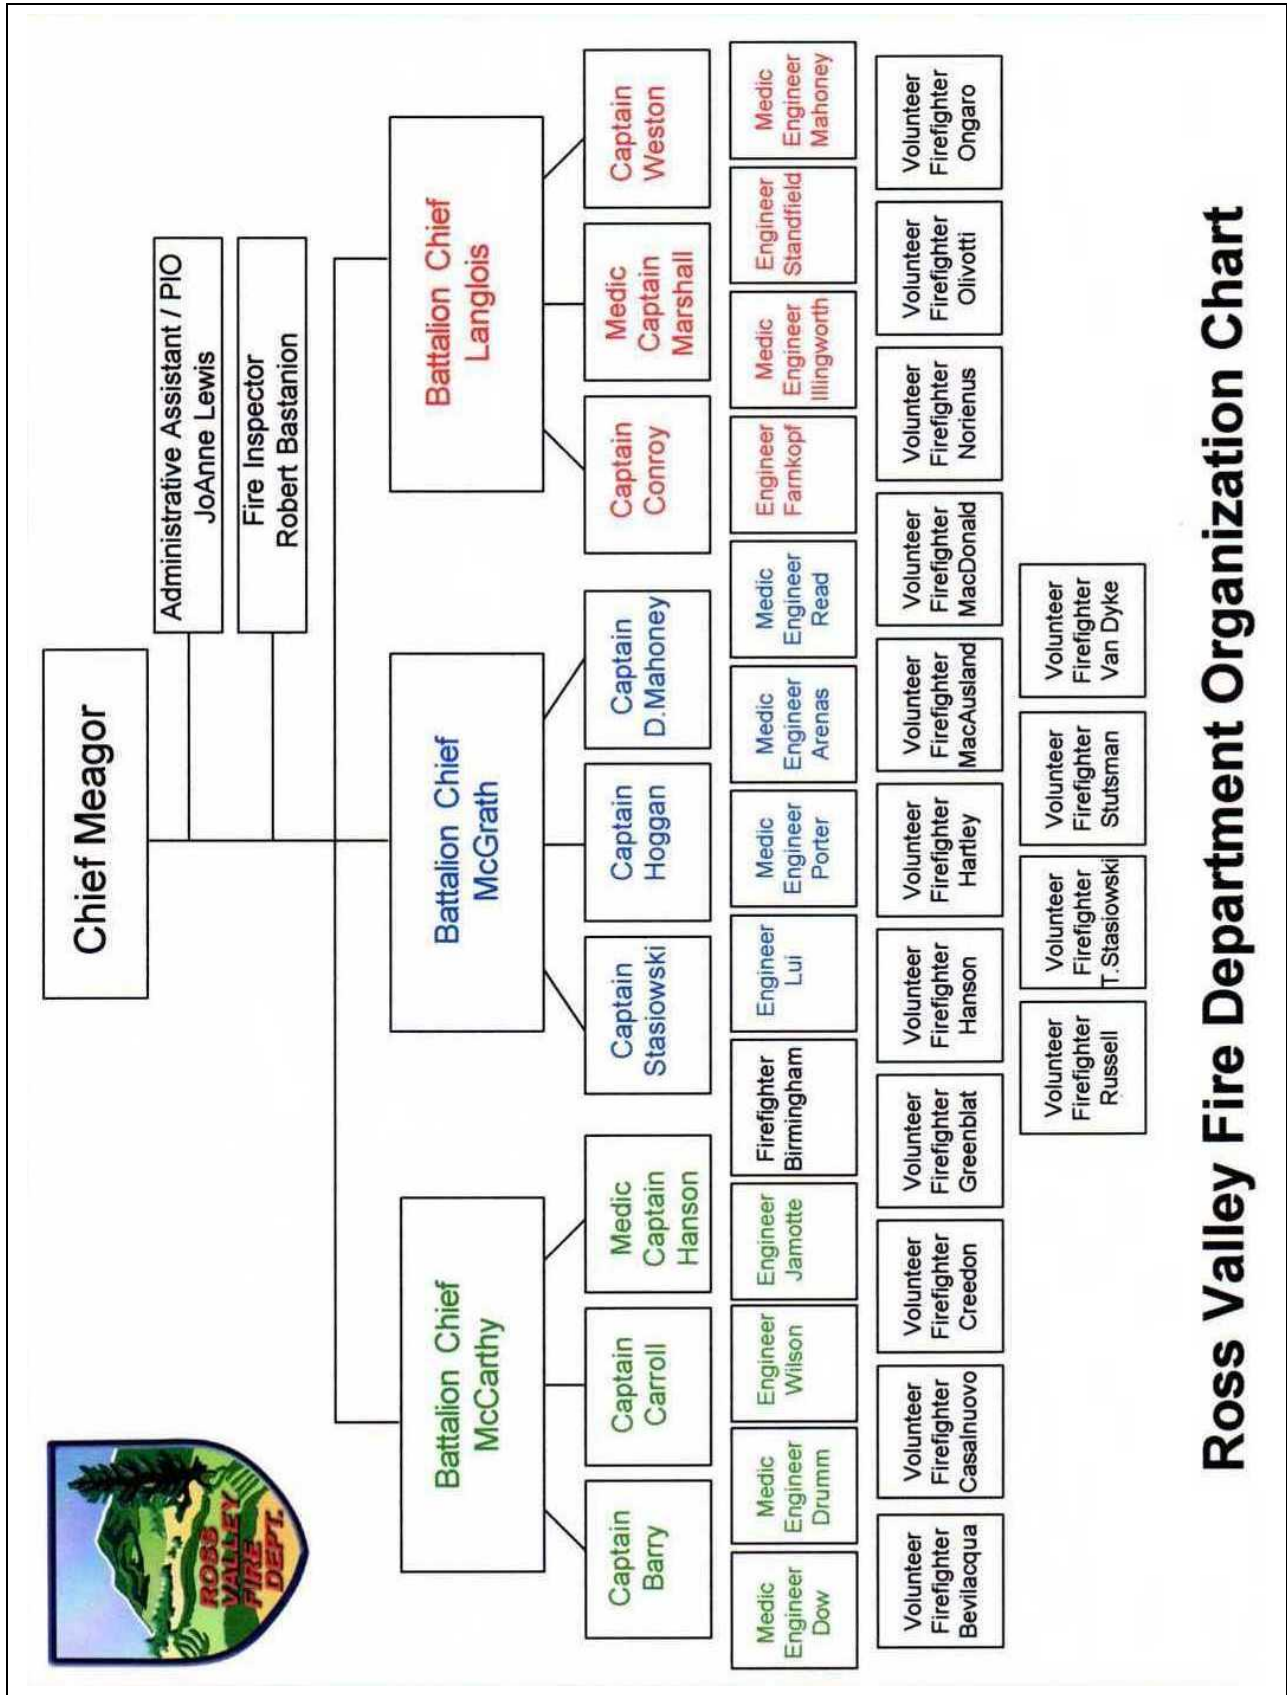 ROSS
VALLEY
FIRE
DEPT.
Chief Meagor
Administrative Assistant / PIO
JoAnne Lewis
Fire Inspector
Robert Bastanion
Battalion Chief
McCarthy
Battalion Chief
McGrath
Battalion Chief
Langlois
Captain
Barry
Captain
Carroll
Medic
Captain
Hanson
Captain
Stasiowski
Captain
Hoggan
Captain
D.Mahoney
Captain
Conroy
Medic
Captain
Marshall
Captain
Weston
Medic
Engineer
Dow
Medic
Engineer
Drumm
Engineer
Wilson
Engineer
Jamotte
Firefighter
Birmingham
Engineer
Lui
Medic
Engineer
Porter
Medic
Engineer
Arenas
Medic
Engineer
Read
Engineer
Farnkopf
Medic
Engineer
Illingworth
Engineer
Standfield
Medic
Engineer
Mahoney
Volunteer
Firefighter
Bevilacqua
Volunteer
Firefighter
Casalnuovo
Volunteer
Firefighter
Creedon
Volunteer
Firefighter
Greenblat
Volunteer
Firefighter
Hanson
Volunteer
Firefighter
Hartley
Volunteer
Firefighter
MacAusland
Volunteer
Firefighter
MacDonald
Volunteer
Firefighter
Norienus
Volunteer
Firefighter
Olivotti
Volunteer
Firefighter
Ongaro
Volunteer
Firefighter
Russell
Volunteer
Firefighter
T.Stasiowski
Volunteer
Firefighter
Stutsman
Volunteer
Firefighter
Van Dyke
Ross Valley Fire Department Organization Chart